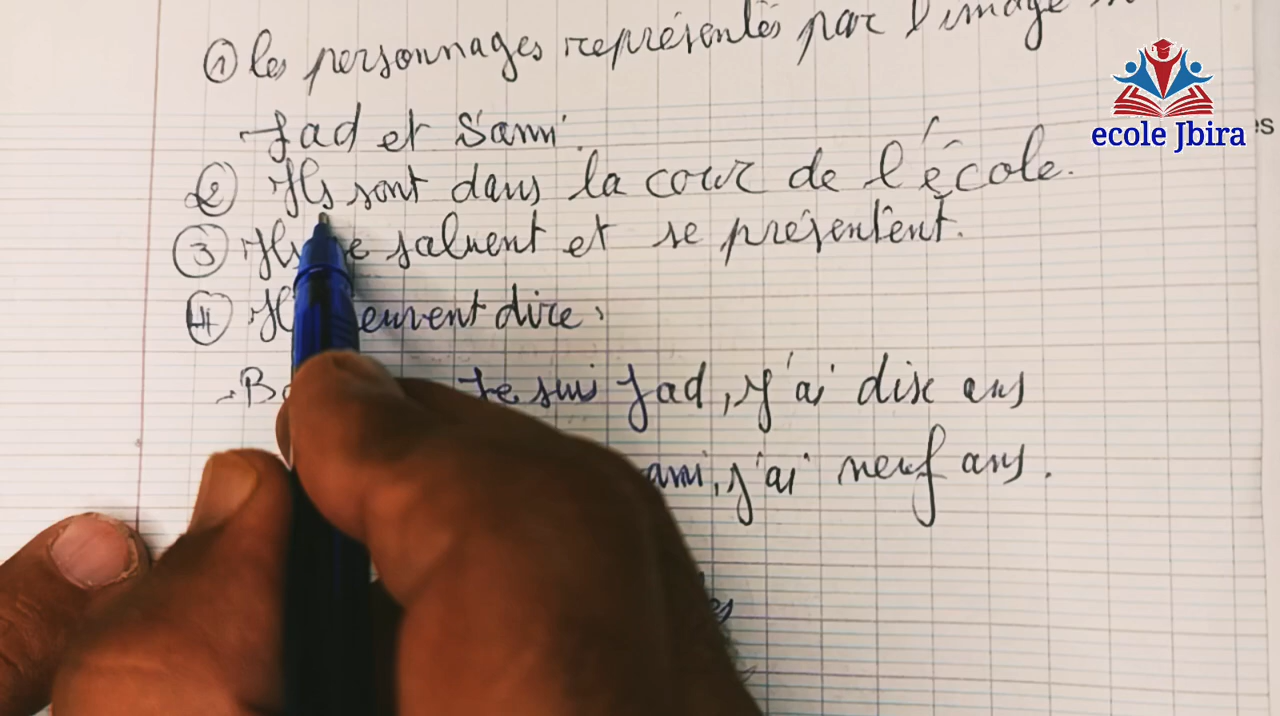 ① les personnages représentés par l'image
Jad et Sami.
② Ils sont dans la cour de l'école.
③ Ils se saluent et se présentent.
④ Ils peuvent dire:
Je suis Jad, j'ai dix ans
Sami, j'ai neuf ans.
ecole Jbira